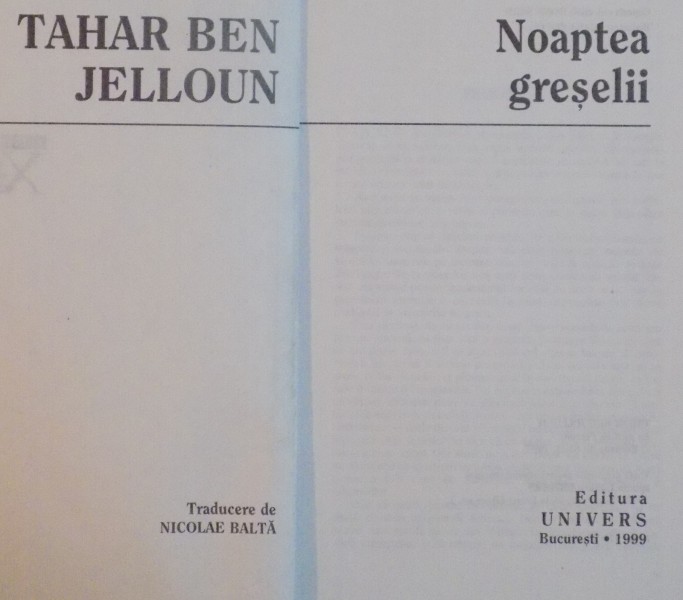 TAHAR BEN
JELLOUN
Noaptea
greșelii
Traducere de
NICOLAE BALTĂ
Editura
UNIVERS
București • 1999